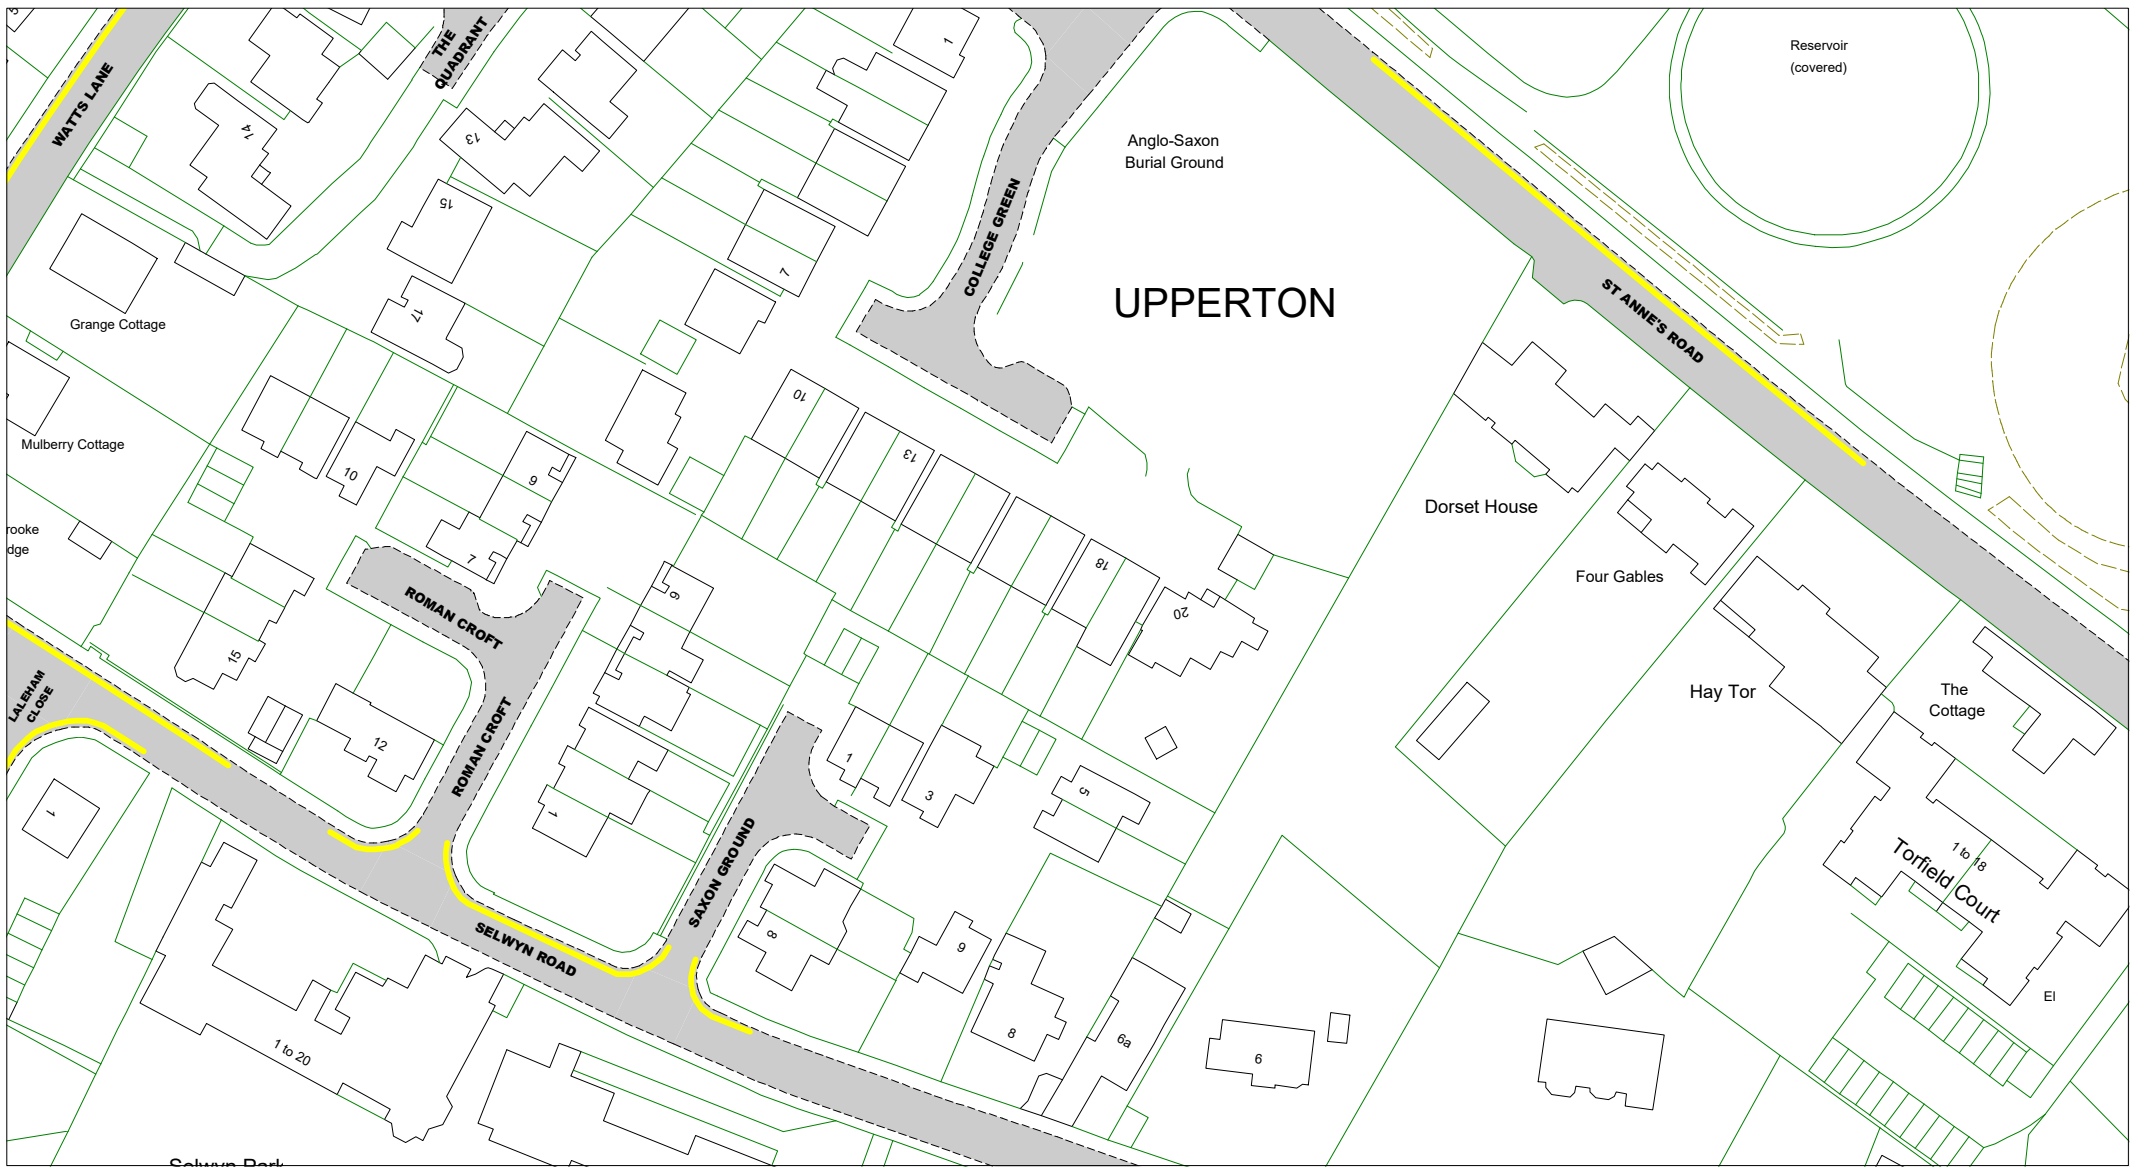 THE
QUADRANT
WATTS LANE
14
13
15
17
1
7
Reservoir
(covered)
Anglo-Saxon
Burial Ground
COLLEGE GREEN
UPPERTON
ST ANNE'S ROAD
Grange Cottage
Mulberry Cottage
rooke
dge
10
9
7
10
13
18
20
Dorset House
Four Gables
Hay Tor
The
Cottage
ROMAN CROFT
ROMAN CROFT
15
12
9
1
LALEHAM
CLOSE
1
1
3
5
SAXON GROUND
SELWYN ROAD
8
9
8
6a
6
1 to 18
Torfield Court
El
1 to 20
Selwyn Park